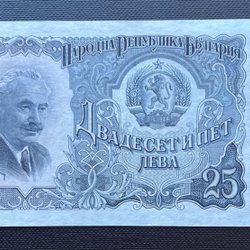 НАРОДНА РЕПУБЛИКА БЪЛГАРИЯ
ДВАДЕСЕТ И ПЕТ
ЛЕВА
25